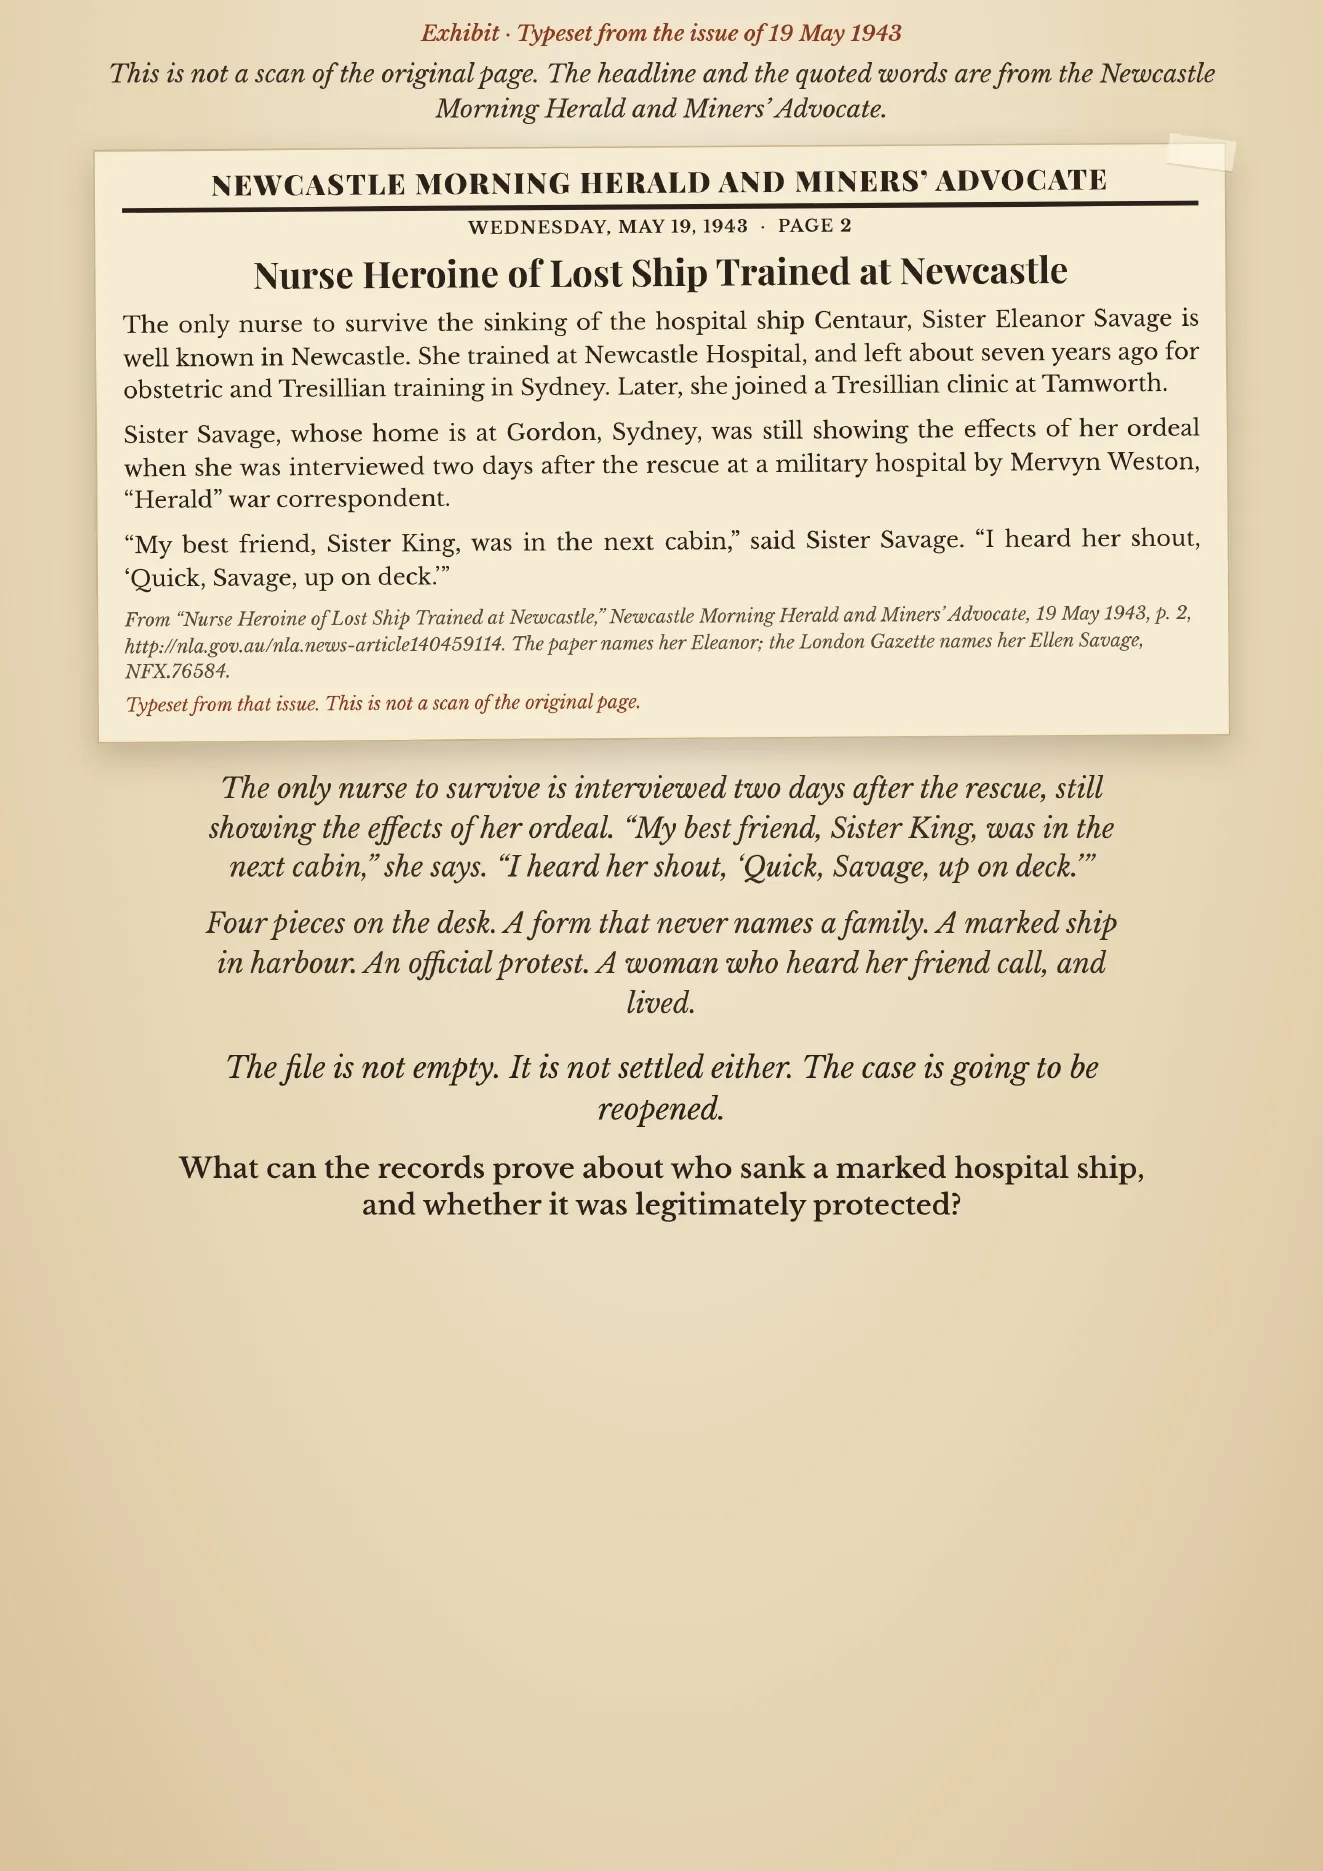 Exhibit · Typeset from the issue of 19 May 1943
This is not a scan of the original page. The headline and the quoted words are from the Newcastle
Morning Herald and Miners’ Advocate.
NEWCASTLE MORNING HERALD AND MINERS’ ADVOCATE
WEDNESDAY, MAY 19, 1943 · PAGE 2
Nurse Heroine of Lost Ship Trained at Newcastle
The only nurse to survive the sinking of the hospital ship Centaur, Sister Eleanor Savage is
well known in Newcastle. She trained at Newcastle Hospital, and left about seven years ago for
obstetric and Tresillian training in Sydney. Later, she joined a Tresillian clinic at Tamworth.
Sister Savage, whose home is at Gordon, Sydney, was still showing the effects of her ordeal
when she was interviewed two days after the rescue at a military hospital by Mervyn Weston,
“Herald” war correspondent.
“My best friend, Sister King, was in the next cabin,” said Sister Savage. “I heard her shout,
‘Quick, Savage, up on deck.’”
From “Nurse Heroine of Lost Ship Trained at Newcastle,” Newcastle Morning Herald and Miners’ Advocate, 19 May 1943, p. 2,
http://nla.gov.au/nla.news-article140459114. The paper names her Eleanor; the London Gazette names her Ellen Savage,
NFX.76584.
Typeset from that issue. This is not a scan of the original page.
The only nurse to survive is interviewed two days after the rescue, still
showing the effects of her ordeal. “My best friend, Sister King, was in the
next cabin,” she says. “I heard her shout, ‘Quick, Savage, up on deck.’”
Four pieces on the desk. A form that never names a family. A marked ship
in harbour. An official protest. A woman who heard her friend call, and
lived.
The file is not empty. It is not settled either. The case is going to be
reopened.
What can the records prove about who sank a marked hospital ship,
and whether it was legitimately protected?